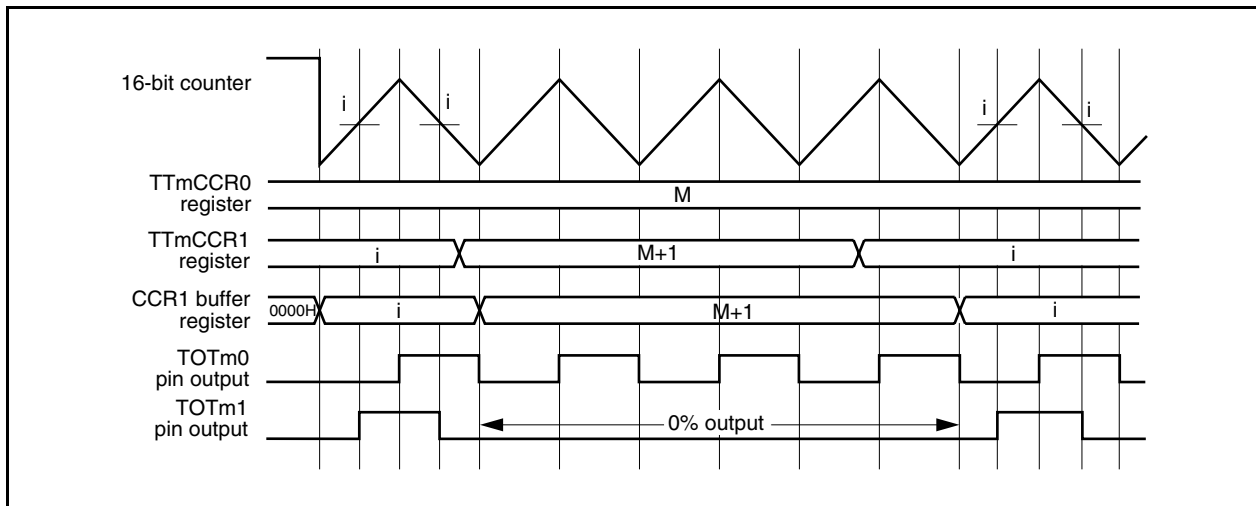 16-bit counter
i
i
i
i
TTmCCR0
register
M
TTmCCR1
register
i
M+1
i
CCR1 buffer
register
0000H
i
M+1
i
TOTm0
pin output
TOTm1
pin output
0% output